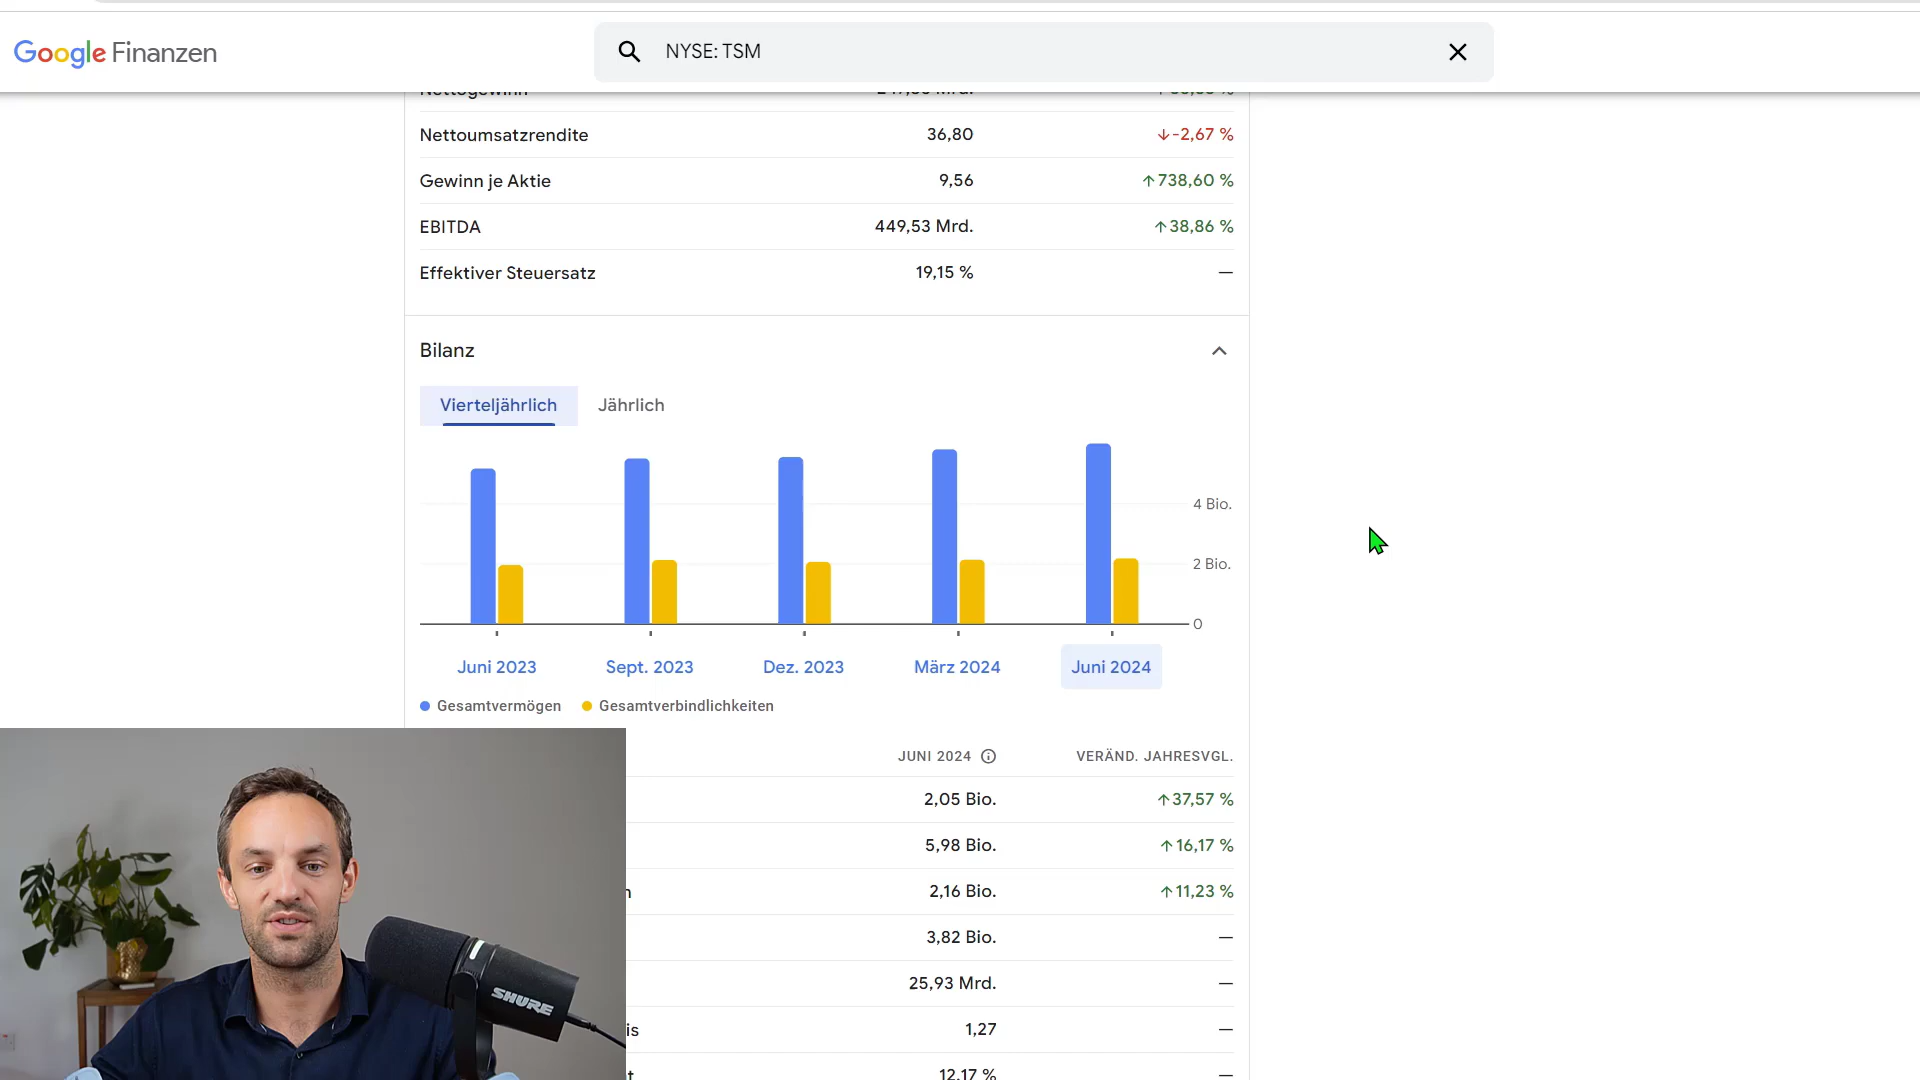 Google Finanzen
NYSE: TSM
Nettogewinn
Nettoumsatzrendite 36,80 ↓-2,67 %
Gewinn je Aktie 9,56 ↑738,60 %
EBITDA 449,53 Mrd. ↑38,86 %
Effektiver Steuersatz 19,15 % —
Bilanz
Vierteljährlich Jährlich
4 Bio.
2 Bio.
0
Juni 2023 Sept. 2023 Dez. 2023 März 2024 Juni 2024
Gesamtvermögen Gesamtverbindlichkeiten
JUNI 2024 VERÄND. JAHRESVGL.
2,05 Bio. ↑37,57 %
5,98 Bio. ↑16,17 %
n 2,16 Bio. ↑11,23 %
3,82 Bio. —
25,93 Mrd. —
is 1,27 —
t 12,17 % —
SHURE